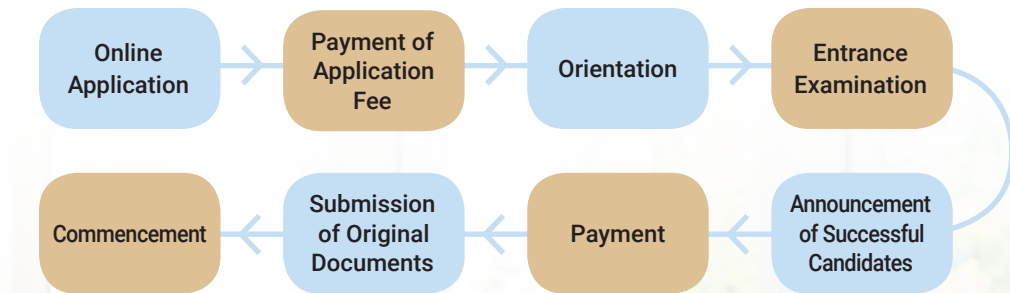 Online
Application
Payment of
Application
Fee
Orientation
Entrance
Examination
Announcement
of Successful
Candidates
Payment
Submission
of Original
Documents
Commencement